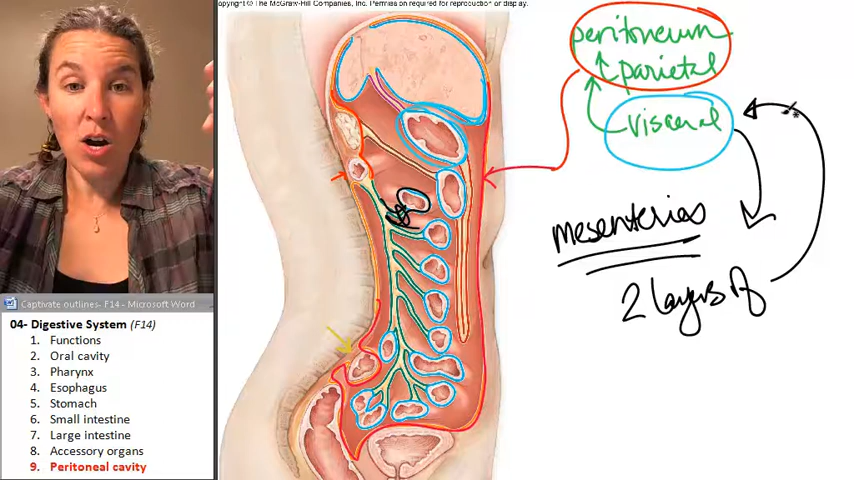 opyright © The McGraw-Hill Companies, Inc. Permission required for reproduction or display.
peritoneum
parietal
visceral
mesenteries
2 layers of
Captivate outlines- F14 - Microsoft Word
04- Digestive System (F14)
1. Functions
2. Oral cavity
3. Pharynx
4. Esophagus
5. Stomach
6. Small intestine
7. Large intestine
8. Accessory organs
9. Peritoneal cavity